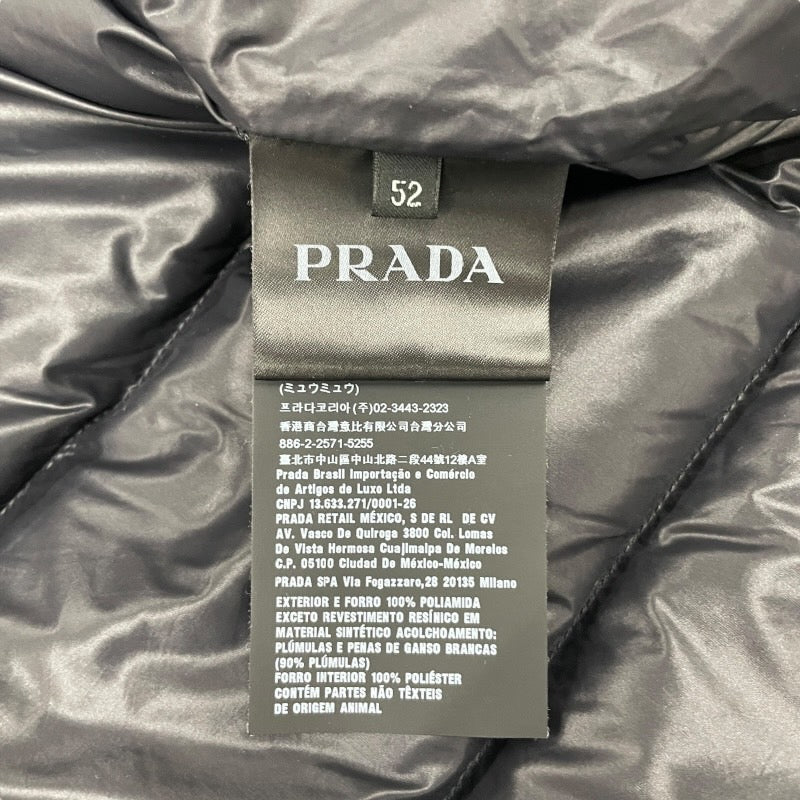 52
PRADA
(ミュウミュウ)
프라다코리아 (주)02-3443-2323
香港商台灣意比有限公司台灣分公司
886-2-2571-5255
臺北市中山區中山北路二段44號12樓A室
Prada Brasil Importação e Comércio
de Artigos de Luxo Ltda
CNPJ 13.633.271/0001-26
PRADA RETAIL MÉXICO, S DE RL DE CV
AV. Vasco De Quiroga 3800 Col. Lomas
De Vista Hermosa Cuajimalpa De Morelos
C.P. 05100 Ciudad De México-México
PRADA SPA Via Fogazzaro,28 20135 Milano
EXTERIOR E FORRO 100% POLIAMIDA
EXCETO REVESTIMENTO RESÍNICO EM
MATERIAL SINTÉTICO ACOLCHOAMENTO:
PLÚMULAS E PENAS DE GANSO BRANCAS
(90% PLÚMULAS)
FORRO INTERIOR 100% POLIÉSTER
CONTÉM PARTES NÃO TÊXTEIS
DE ORIGEM ANIMAL